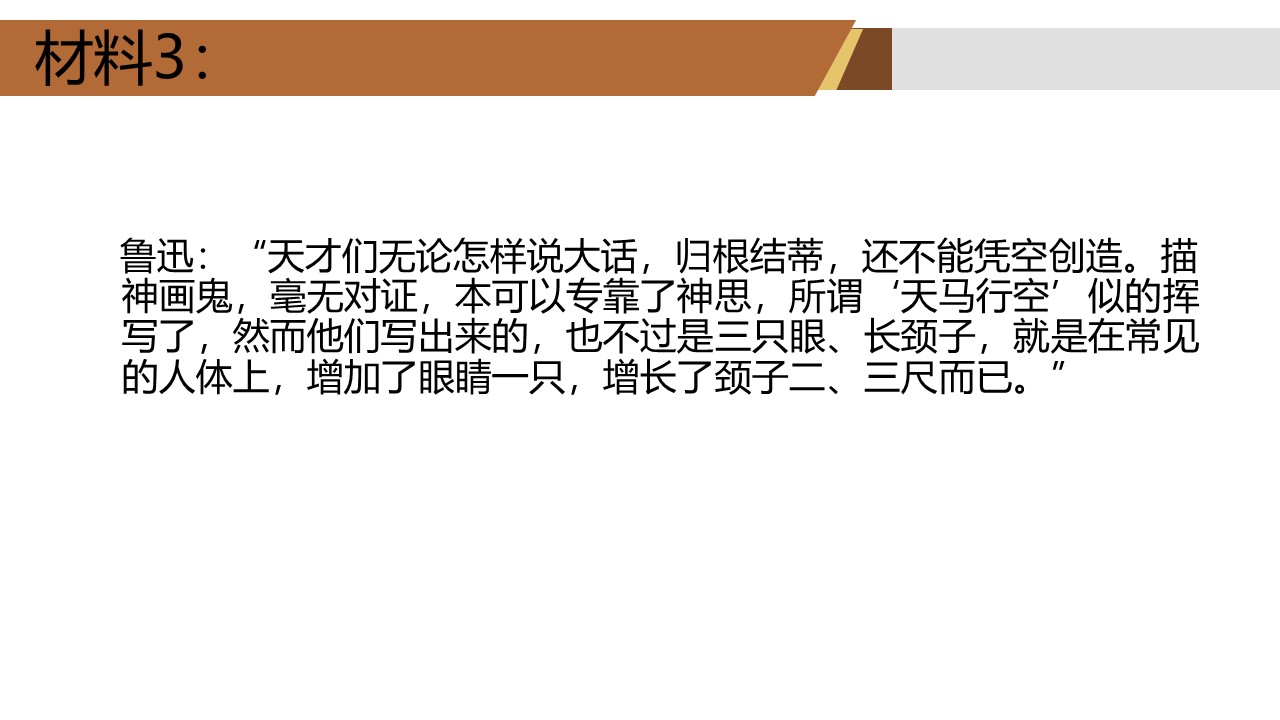 材料3：
鲁迅：“天才们无论怎样说大话，归根结蒂，还不能凭空创造。描
神画鬼，毫无对证，本可以专靠了神思，所谓‘天马行空’似的挥
写了，然而他们写出来的，也不过是三只眼、长颈子，就是在常见
的人体上，增加了眼睛一只，增长了颈子二、三尺而已。”